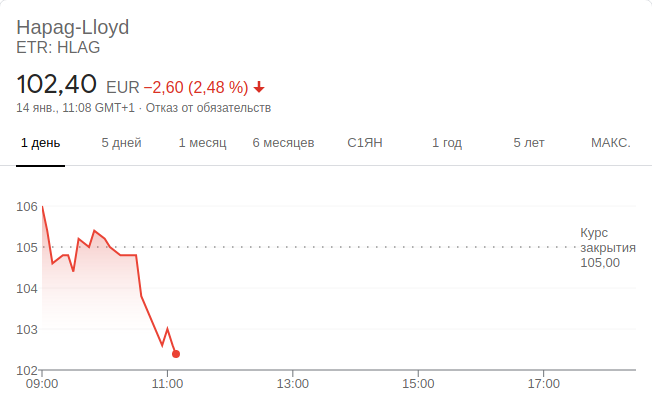 Hapag-Lloyd
ETR: HLAG
102,40 EUR −2,60 (2,48 %)
14 янв., 11:08 GMT+1 · Отказ от обязательств
1 день 5 дней 1 месяц 6 месяцев С1ЯН 1 год 5 лет МАКС.
106
105
104
103
102
Курс
закрытия
105,00
09:00 11:00 13:00 15:00 17:00